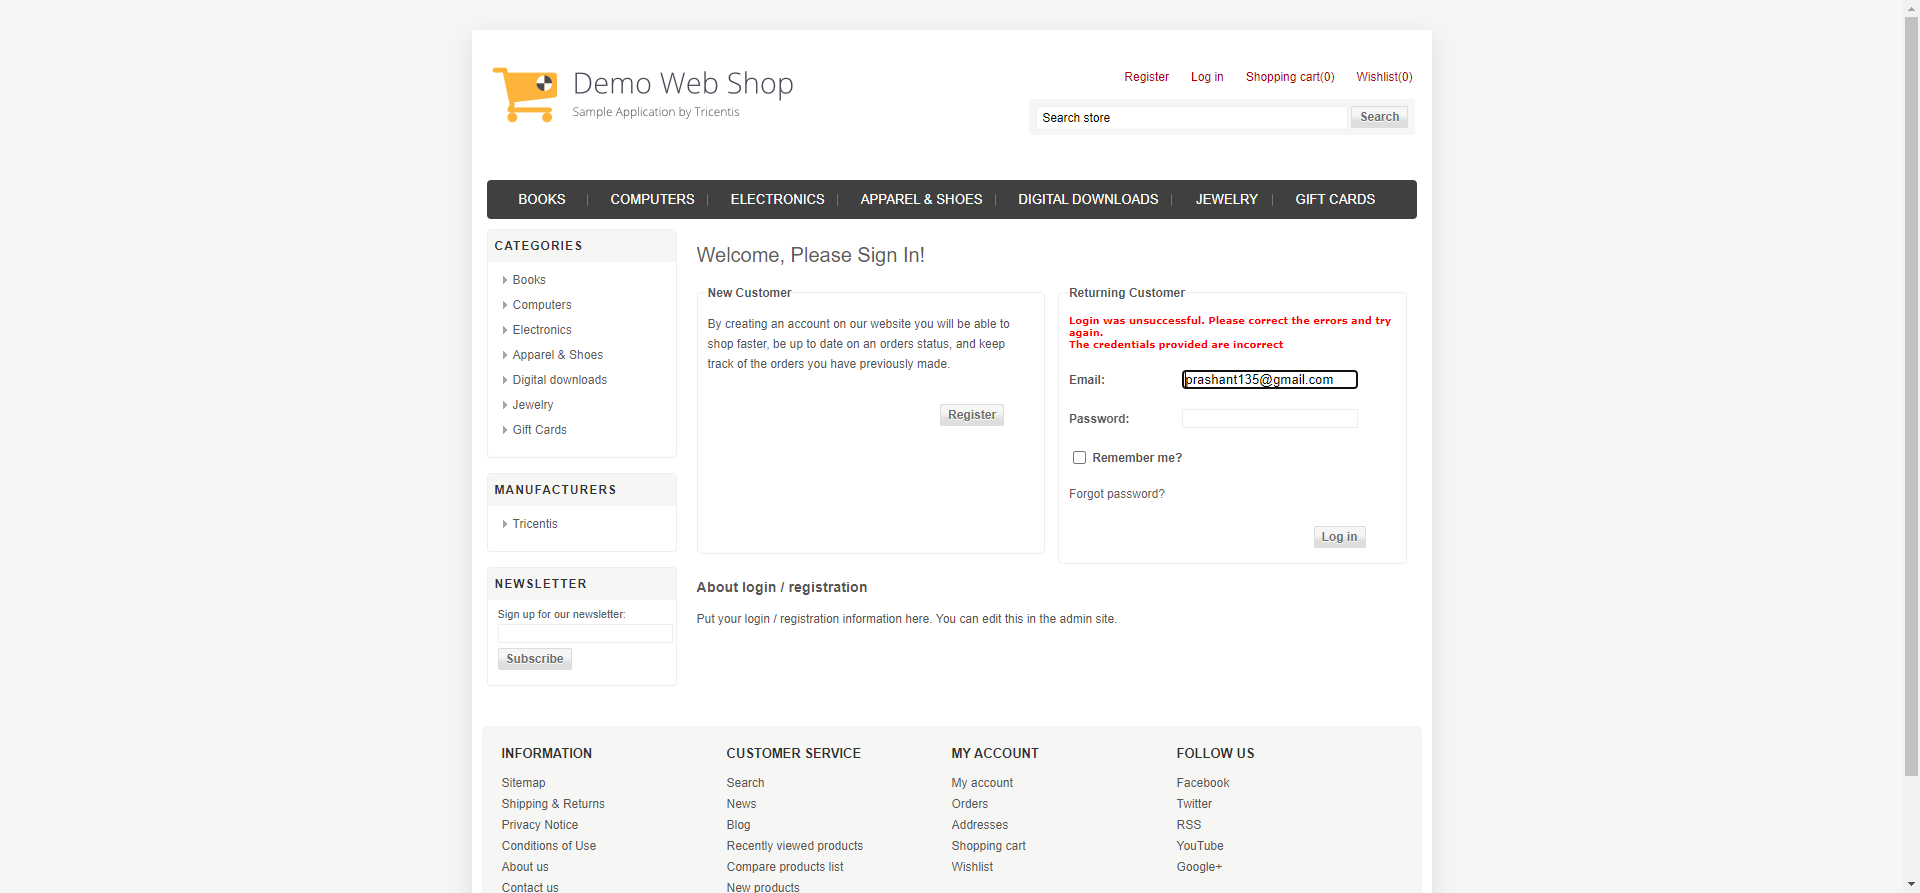 Demo Web Shop
Sample Application by Tricentis
Register
Log in
Shopping cart(0)
Wishlist(0)
Search store
Search
BOOKS
COMPUTERS
ELECTRONICS
APPAREL & SHOES
DIGITAL DOWNLOADS
JEWELRY
GIFT CARDS
CATEGORIES
Books
Computers
Electronics
Apparel & Shoes
Digital downloads
Jewelry
Gift Cards
MANUFACTURERS
Tricentis
NEWSLETTER
Sign up for our newsletter:
Subscribe
Welcome, Please Sign In!
New Customer
By creating an account on our website you will be able to
shop faster, be up to date on an orders status, and keep
track of the orders you have previously made.
Register
Returning Customer
Login was unsuccessful. Please correct the errors and try
again.
The credentials provided are incorrect
Email:
prashant135@gmail.com
Password:
Remember me?
Forgot password?
Log in
About login / registration
Put your login / registration information here. You can edit this in the admin site.
INFORMATION
Sitemap
Shipping & Returns
Privacy Notice
Conditions of Use
About us
Contact us
CUSTOMER SERVICE
Search
News
Blog
Recently viewed products
Compare products list
New products
MY ACCOUNT
My account
Orders
Addresses
Shopping cart
Wishlist
FOLLOW US
Facebook
Twitter
RSS
YouTube
Google+